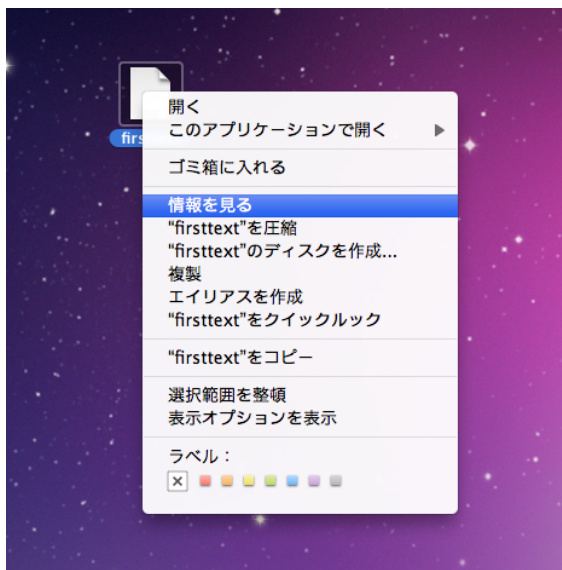 firs
開く
このアプリケーションで開く
ゴミ箱に入れる
情報を見る
“firsttext”を圧縮
“firsttext”のディスクを作成...
複製
エイリアスを作成
“firsttext”をクイックルック
“firsttext”をコピー
選択範囲を整頓
表示オプションを表示
ラベル：